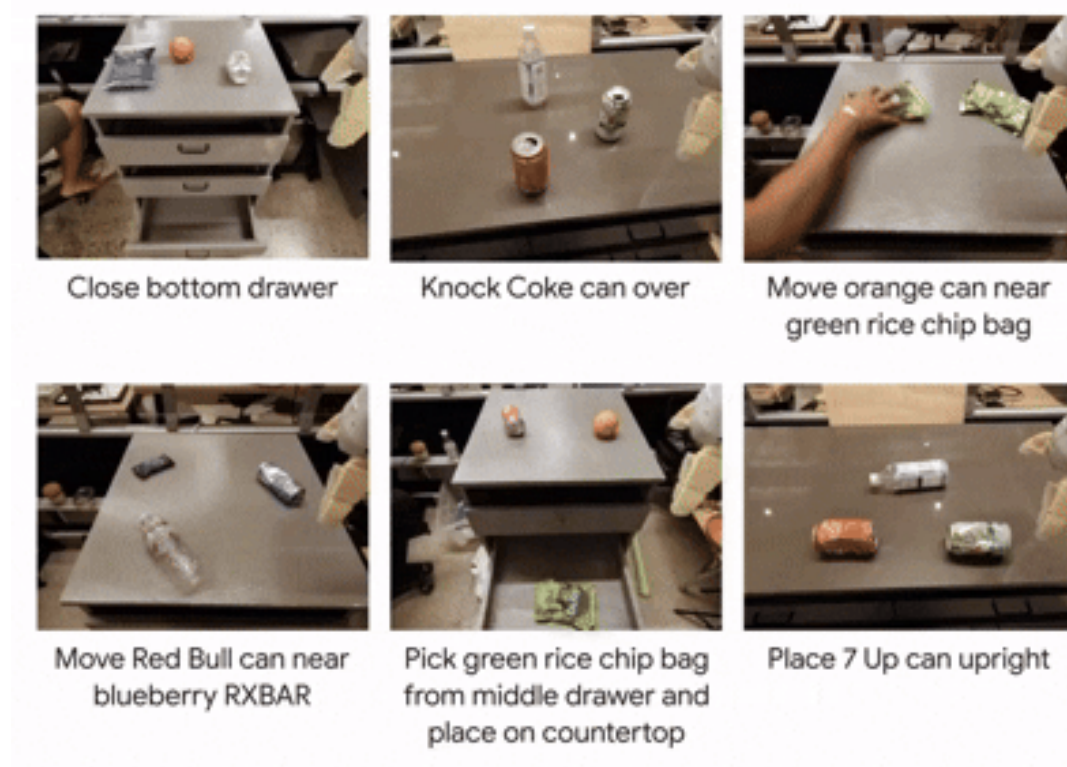 Close bottom drawer
Knock Coke can over
Move orange can near
green rice chip bag
Move Red Bull can near
blueberry RXBAR
Pick green rice chip bag
from middle drawer and
place on countertop
Place 7 Up can upright